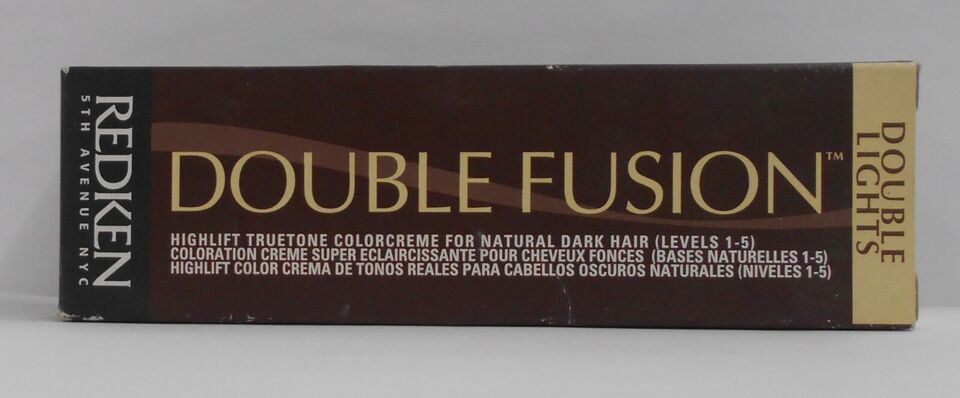 REDKEN
5TH AVENUE NYC
DOUBLE FUSION™
HIGHLIFT TRUETONE COLORCREME FOR NATURAL DARK HAIR (LEVELS 1-5)
COLORATION CREME SUPER ECLAIRCISSANTE POUR CHEVEUX FONCES (BASES NATURELLES 1-5)
HIGHLIFT COLOR CREMA DE TONOS REALES PARA CABELLOS OSCUROS NATURALES (NIVELES 1-5)
DOUBLE
LIGHTS